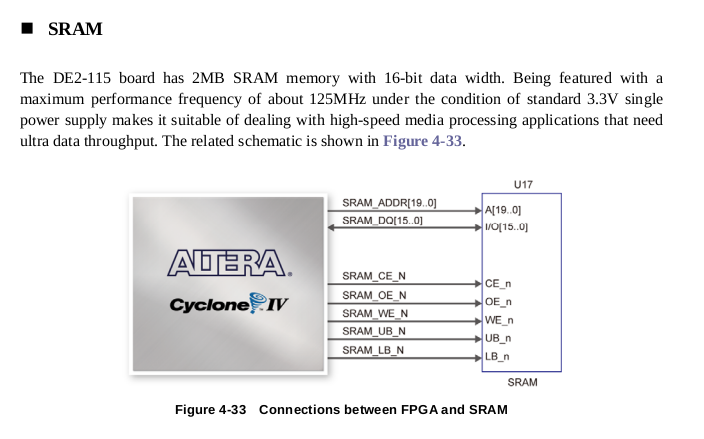 ■ SRAM
The DE2-115 board has 2MB SRAM memory with 16-bit data width. Being featured with a
maximum performance frequency of about 125MHz under the condition of standard 3.3V single
power supply makes it suitable of dealing with high-speed media processing applications that need
ultra data throughput. The related schematic is shown in Figure 4-33.
U17
SRAM_ADDR[19..0]
A[19..0]
SRAM_DQ[15..0]
I/O[15..0]
ALTERA.
Cyclone IV
SRAM_CE_N
CE_n
SRAM_OE_N
OE_n
SRAM_WE_N
WE_n
SRAM_UB_N
UB_n
SRAM_LB_N
LB_n
SRAM
Figure 4-33 Connections between FPGA and SRAM